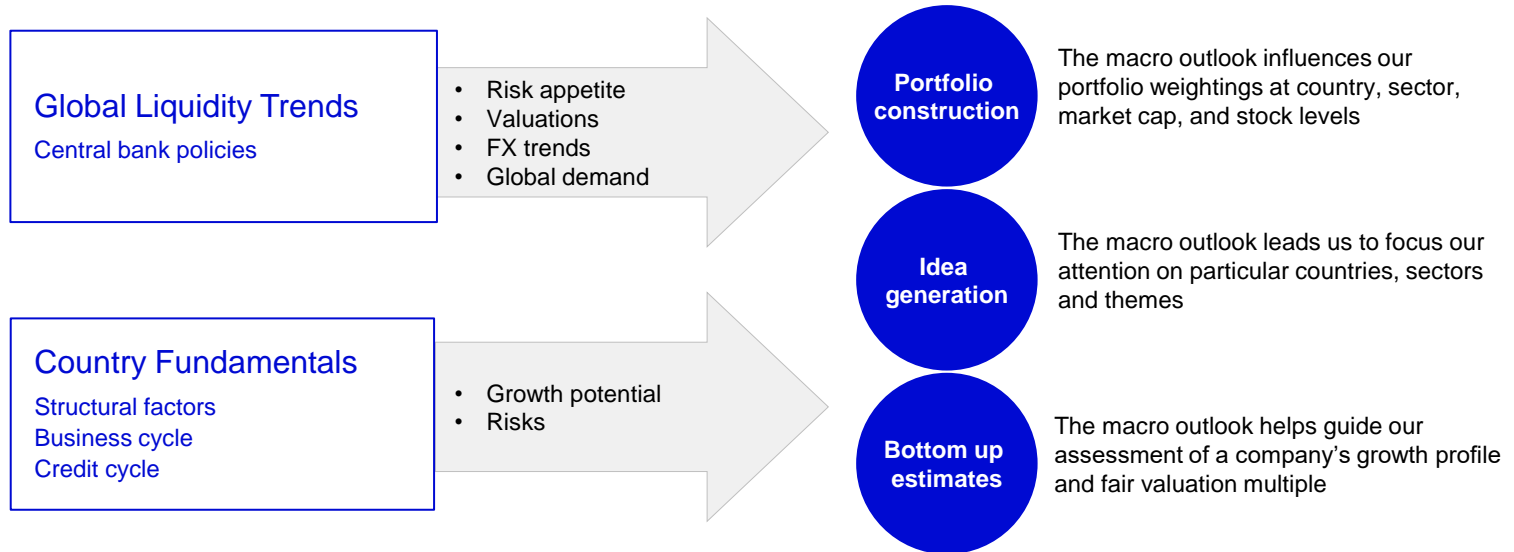 Global Liquidity Trends
Central bank policies
• Risk appetite
• Valuations
• FX trends
• Global demand
Portfolio
construction
The macro outlook influences our
portfolio weightings at country, sector,
market cap, and stock levels
Idea
generation
The macro outlook leads us to focus our
attention on particular countries, sectors
and themes
Country Fundamentals
Structural factors
Business cycle
Credit cycle
• Growth potential
• Risks
Bottom up
estimates
The macro outlook helps guide our
assessment of a company’s growth profile
and fair valuation multiple